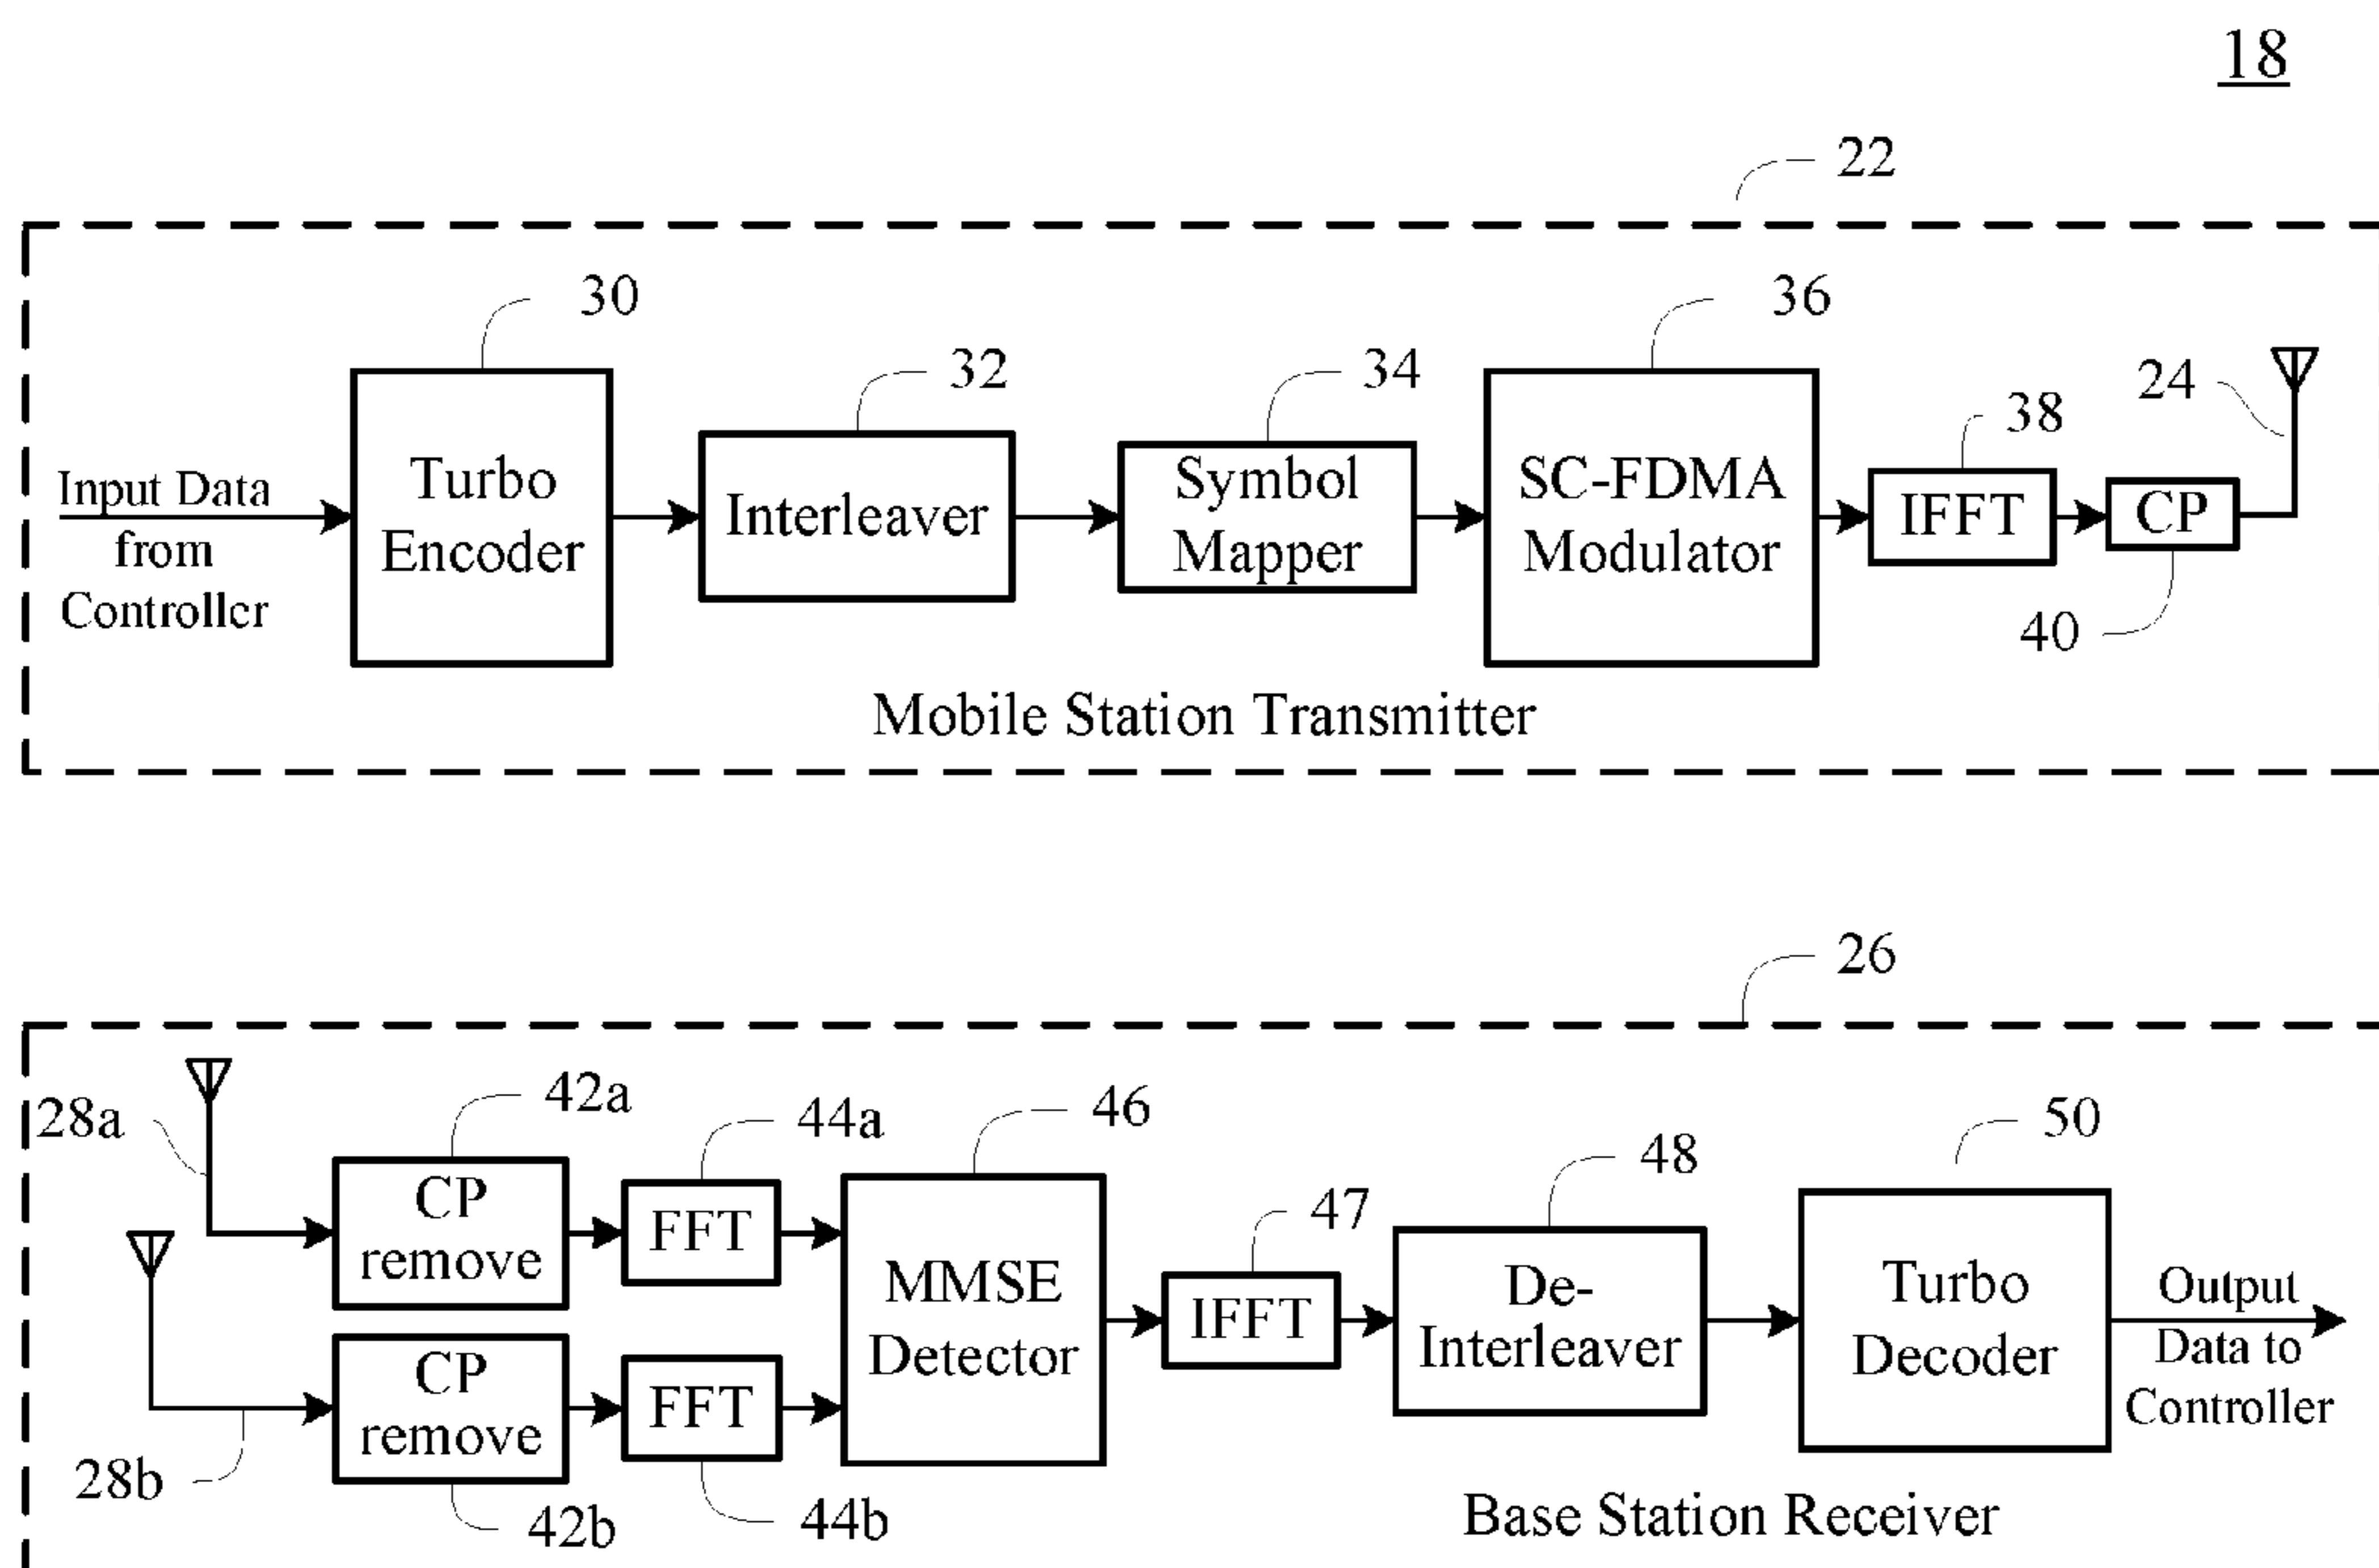 18
22
30
32
34
36
38
24
Input Data
from
Controller
Turbo
Encoder
Interleaver
Symbol
Mapper
SC-FDMA
Modulator
IFFT
CP
40
Mobile Station Transmitter
26
28a
42a
44a
46
47
48
50
CP
remove
FFT
MMSE
Detector
IFFT
De-
Interleaver
Turbo
Decoder
Output
Data to
Controller
CP
remove
FFT
28b
42b
44b
Base Station Receiver